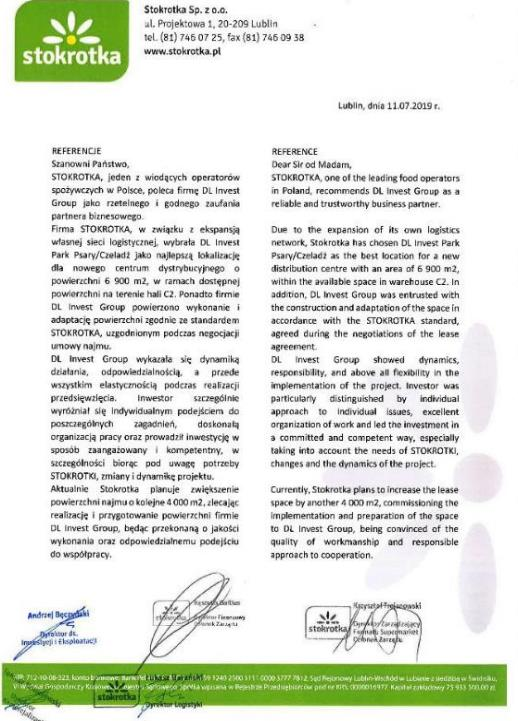 stokrotka
Stokrotka Sp. z o.o.
ul. Projektowa 1, 20-209 Lublin
tel. (81) 746 07 25, fax (81) 746 09 38
www.stokrotka.pl
Lublin, dnia 11.07.2019 r.
REFERENCJE
Szanowni Państwo,
STOKROTKA, jeden z wiodących operatorów
spożywczych w Polsce, poleca firmę DL Invest
Group jako rzetelnego i godnego zaufania
partnera biznesowego.
Firma STOKROTKA, w związku z ekspansją
własnej sieci logistycznej, wybrała DL Invest
Park Psary/Czeladź jako najlepszą lokalizację
dla nowego centrum dystrybucyjnego o
powierzchni 6 900 m2, w ramach dostępnej
powierzchni na terenie hali C2. Ponadto firmie
DL Invest Group powierzono wykonanie i
adaptację powierzchni zgodnie ze standardem
STOKROTKA, uzgodnionym podczas negocjacji
umowy najmu.
DL Invest Group wykazała się dynamiką
działania, odpowiedzialnością, a przede
wszystkim elastycznością podczas realizacji
przedsięwzięcia. Inwestor szczególnie
wyróżniał się indywidualnym podejściem do
poszczególnych zagadnień, doskonałą
organizacją pracy oraz prowadził inwestycję w
sposób zaangażowany i kompetentny, w
szczególności biorąc pod uwagę potrzeby
STOKROTKI, zmiany i dynamikę projektu.
Aktualnie Stokrotka planuje zwiększenie
powierzchni najmu o kolejne 4 000 m2, zlecając
realizację i przygotowanie powierzchni firmie
DL Invest Group, będąc przekonaną o jakości
wykonania oraz odpowiedzialnemu podejściu
do współpracy.
REFERENCE
Dear Sir od Madam,
STOKROTKA, one of the leading food operators
in Poland, recommends DL Invest Group as a
reliable and trustworthy business partner.
Due to the expansion of its own logistics
network, Stokrotka has chosen DL Invest Park
Psary/Czeladź as the best location for a new
distribution centre with an area of 6 900 m2,
within the available space in warehouse C2. In
addition, DL Invest Group was entrusted with
the construction and adaptation of the space in
accordance with the STOKROTKA standard,
agreed during the negotiations of the lease
agreement.
DL Invest Group showed dynamics,
responsibility, and above all flexibility in the
implementation of the project. Investor was
particularly distinguished by individual
approach to individual issues, excellent
organization of work and led the investment in
a committed and competent way, especially
taking into account the needs of STOKROTKI,
changes and the dynamics of the project.
Currently, Stokrotka plans to increase the lease
space by another 4 000 m2, commissioning the
implementation and preparation of the space
to DL Invest Group, being convinced of the
quality of workmanship and responsible
approach to cooperation.
Andrzej Bęczyński
Dyrektor ds.
Inwestycji i Eksploatacji
stokrotka
Dyrektor Finansowy
Członek Zarządu
stokrotka
Krzysztof Trojanowski
Dyrektor Zarządzający
Formatu Supermarket
Członek Zarządu
NIP: 712-10-08-323, konto bankowe: 1240 2500 1111 0000 3777 7612, Sąd Rejonowy Lublin-Wschód w Lublinie z siedzibą w Świdniku,
VI Wydział Gospodarczy Krajowego Rejestru Sądowego Spółka wpisana w Rejestrze Przedsiębiorców pod nr KRS: 0000016977. Kapitał zakładowy 75 933 500,00 zł
stokrotka
Łukasz
Dyrektor Logistyki